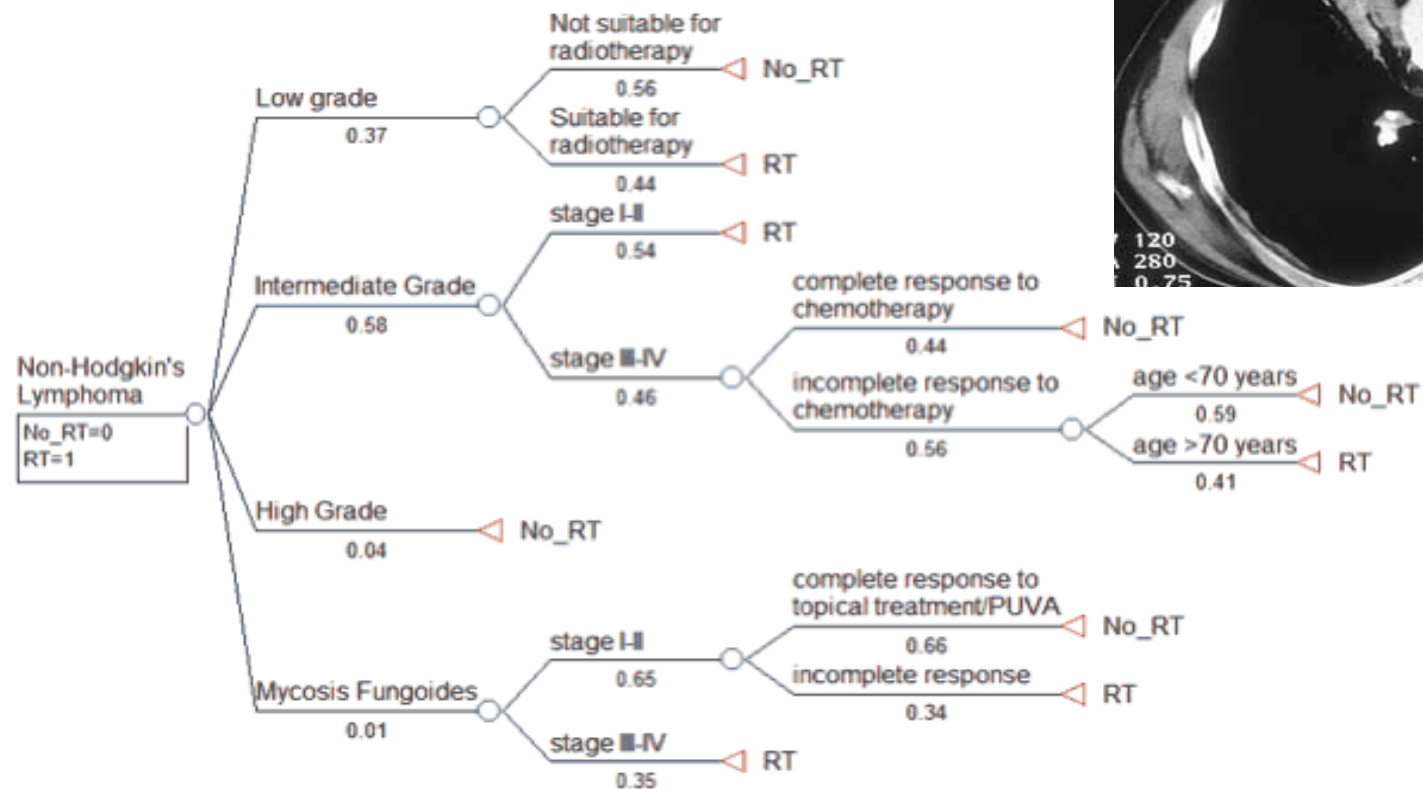 Not suitable for
radiotherapy
0.56
No_RT
Low grade
0.37
Suitable for
radiotherapy
0.44
RT
stage I-II
0.54
RT
Intermediate Grade
0.58
stage III-IV
0.46
complete response to
chemotherapy
0.44
No_RT
incomplete response to
chemotherapy
0.56
age <70 years
0.59
No_RT
age >70 years
0.41
RT
Non-Hodgkin's
Lymphoma
No_RT=0
RT=1
High Grade
0.04
No_RT
Mycosis Fungoides
0.01
stage I-II
0.65
complete response to
topical treatment/PUVA
0.66
No_RT
incomplete response
0.34
RT
stage III-IV
0.35
RT
120
280
0.75